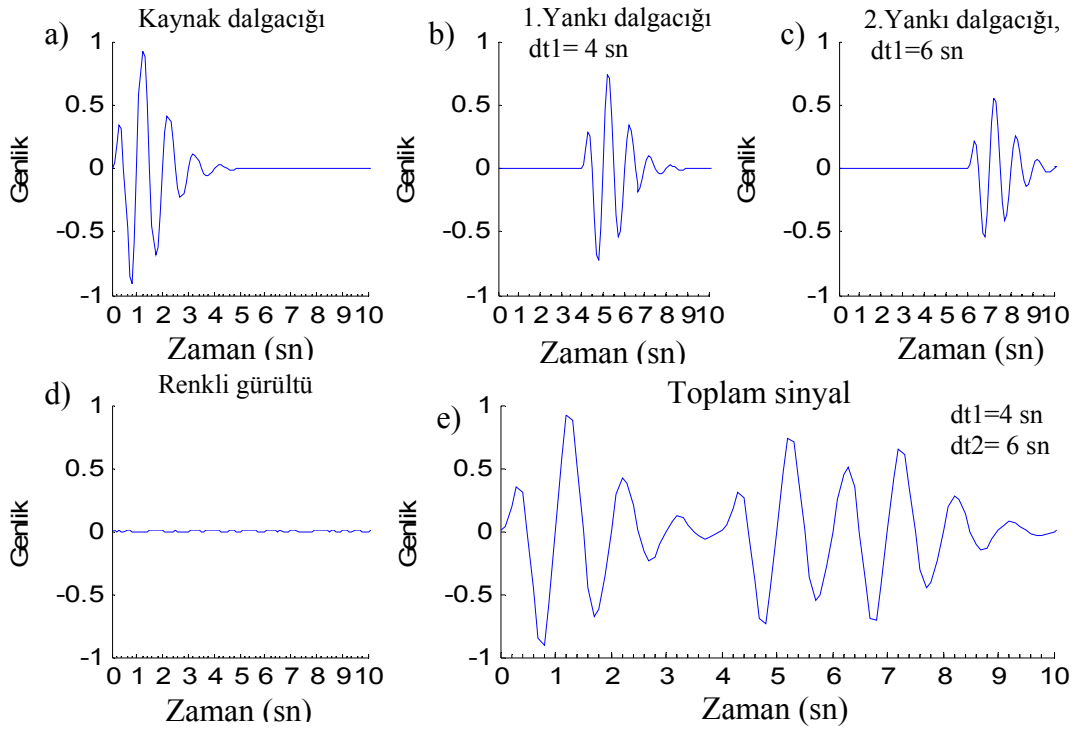 a)
Kaynak dalgacığı
1
0.5
0
-0.5
-1
Genlik
0 1 2 3 4 5 6 7 8 9 10
Zaman (sn)
b)
1.Yankı dalgacığı
dt1= 4 sn
1
0.5
0
-0.5
-1
Genlik
0 1 2 3 4 5 6 7 8 9 10
Zaman (sn)
c)
2.Yankı dalgacığı,
dt1=6 sn
1
0.5
0
-0.5
-1
Genlik
0 1 2 3 4 5 6 7 8 9 10
Zaman (sn)
d)
Renkli gürültü
1
0.5
0
-0.5
-1
Genlik
0 1 2 3 4 5 6 7 8 9 10
Zaman (sn)
e)
Toplam sinyal
dt1=4 sn
dt2= 6 sn
1
0.5
0
-0.5
-1
Genlik
0 1 2 3 4 5 6 7 8 9 10
Zaman (sn)